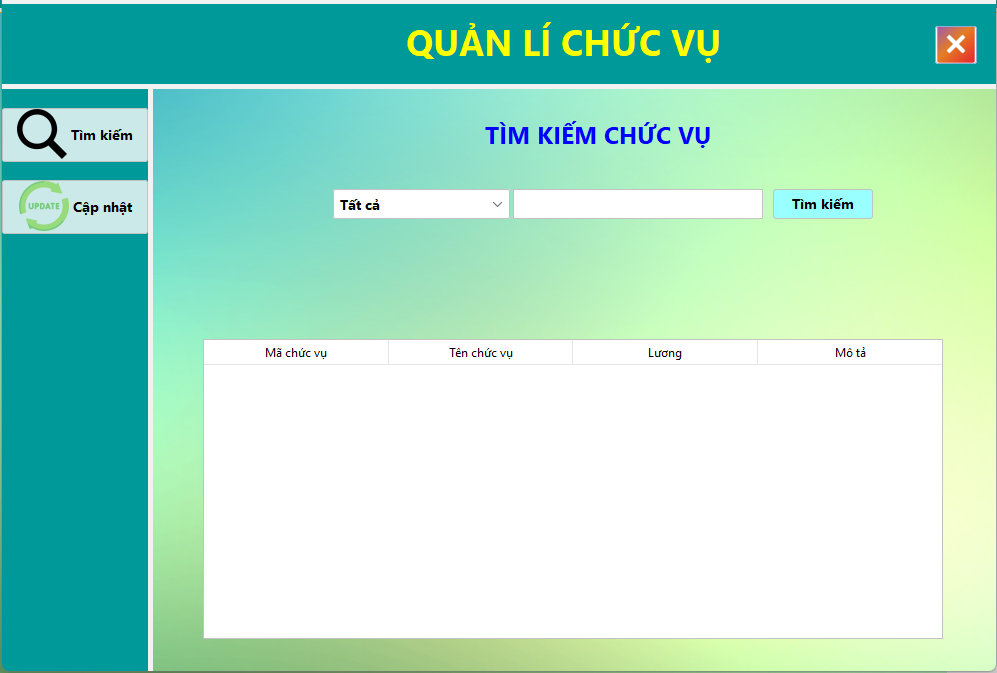 QUẢN LÍ CHỨC VỤ
Tìm kiếm
UPDATE Cập nhật
TÌM KIẾM CHỨC VỤ
Tất cả Tìm kiếm
Mã chức vụ Tên chức vụ Lương Mô tả